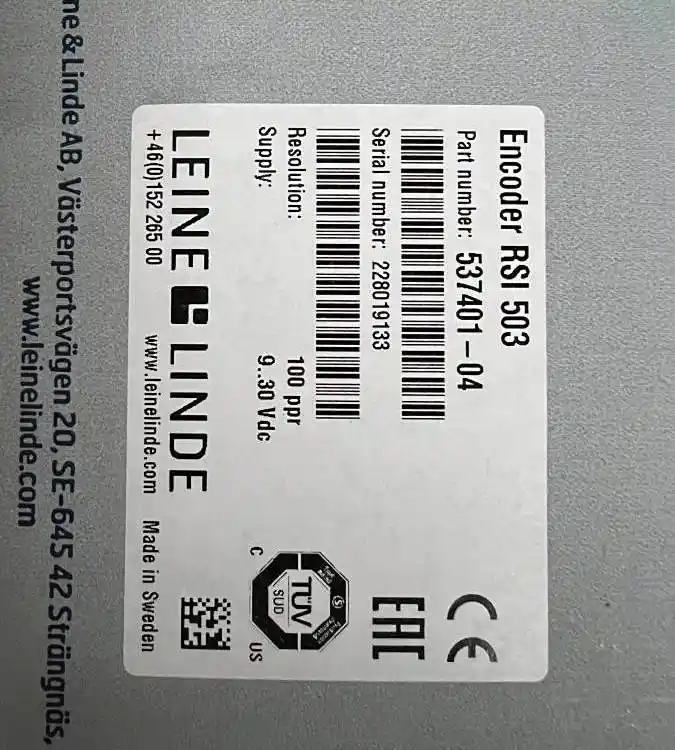 Encoder RSI 503
Part number: 537401-04
Serial number: 228019133
Resolution: 100 ppr
Supply: 9..30 Vdc
LEINE LINDE
+46(0)152 265 00 www.leinelinde.com Made in Sweden
CE
EAC
TÜV
SÜD
C US
ne & Linde AB, Västerportsvägen 20, SE-645 42 Strängnäs,
www.leinelinde.com